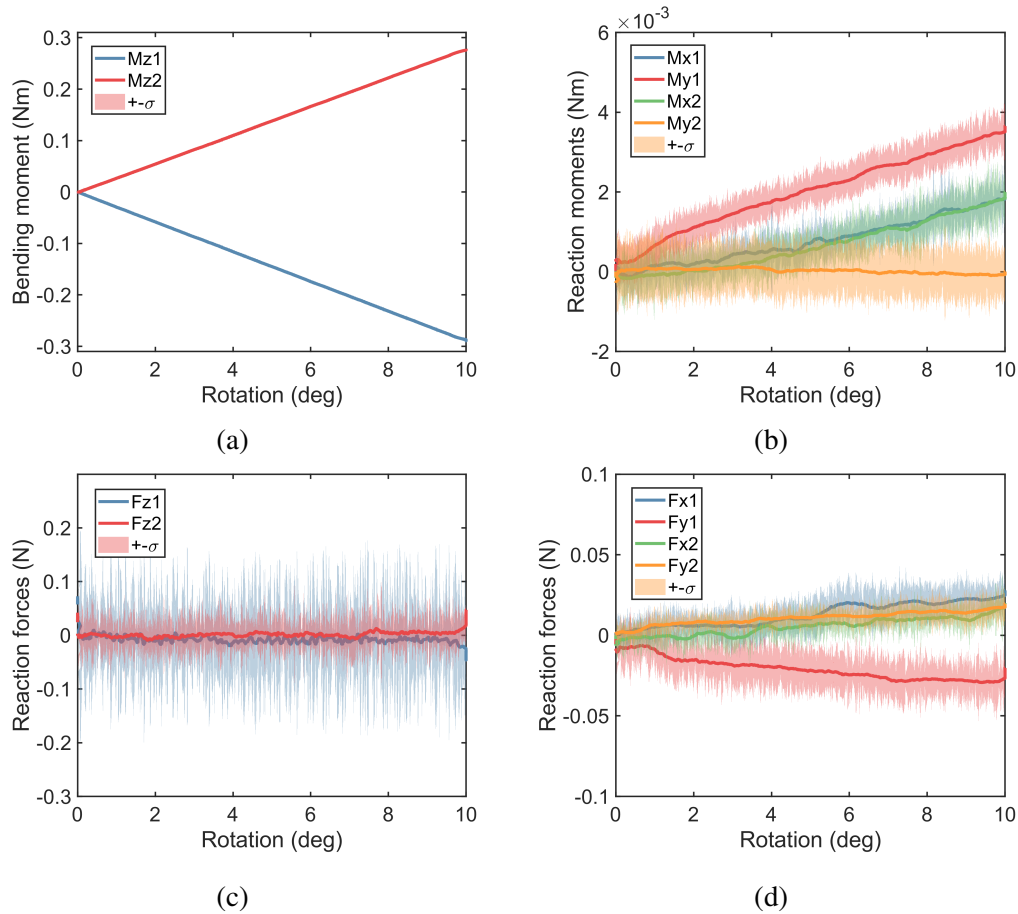 Mz1
Mz2
+-σ
0.3
0.2
0.1
0
-0.1
-0.2
-0.3
Bending moment (Nm)
0 2 4 6 8 10
Rotation (deg)
(a)
×10⁻³
Mx1
My1
Mx2
My2
+-σ
6
4
2
0
-2
Reaction moments (Nm)
0 2 4 6 8 10
Rotation (deg)
(b)
Fz1
Fz2
+-σ
0.2
0.1
0
-0.1
-0.2
-0.3
Reaction forces (N)
0 2 4 6 8 10
Rotation (deg)
(c)
Fx1
Fy1
Fx2
Fy2
+-σ
0.1
0.05
0
-0.05
-0.1
Reaction forces (N)
0 2 4 6 8 10
Rotation (deg)
(d)